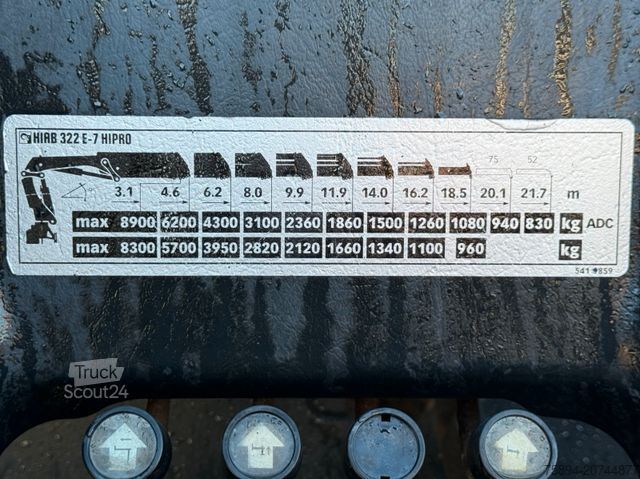 HIAB 322 E-7 HIPRO
75 52
3.1 4.6 6.2 8.0 9.9 11.9 14.0 16.2 18.5 20.1 21.7 m
max 8900 6200 4300 3100 2360 1860 1500 1260 1080 940 830 kg ADC
max 8300 5700 3950 2820 2120 1660 1340 1100 960 kg
Truck
Scout24